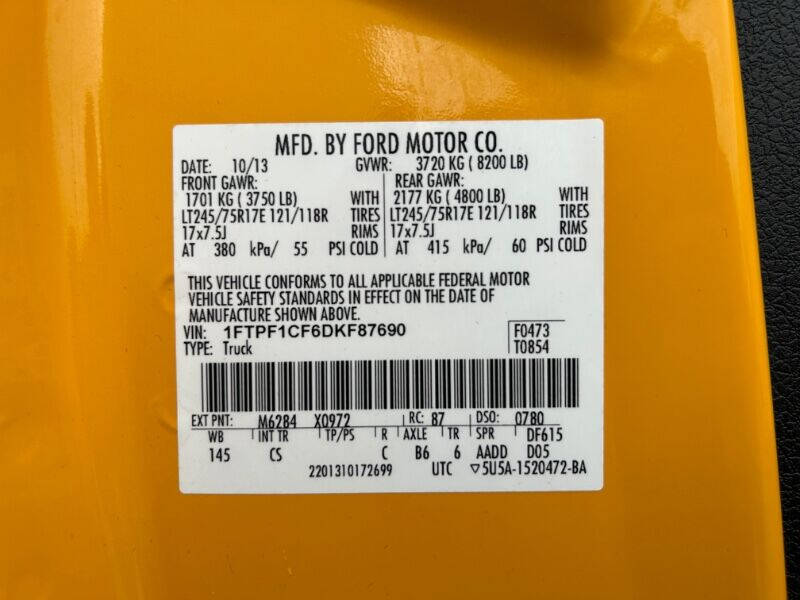 MFD. BY FORD MOTOR CO.
DATE: 10/13 GVWR: 3720 KG ( 8200 LB)
FRONT GAWR: REAR GAWR:
1701 KG ( 3750 LB) WITH 2177 KG ( 4800 LB) WITH
LT245/75R17E 121/118R TIRES LT245/75R17E 121/118R TIRES
17x7.5J RIMS 17x7.5J RIMS
AT 380 kPa/ 55 PSI COLD AT 415 kPa/ 60 PSI COLD
THIS VEHICLE CONFORMS TO ALL APPLICABLE FEDERAL MOTOR
VEHICLE SAFETY STANDARDS IN EFFECT ON THE DATE OF
MANUFACTURE SHOWN ABOVE.
VIN: 1FTPF1CF6DKF87690 F0473
TYPE: Truck T0854
EXT PNT: M6284 X0972 RC: 87 DSO: 0780
WB INT TR TP/PS R AXLE TR SPR DF615
145 CS C B6 6 AADD D05
2201310172699 UTC ▽5U5A-1520472-BA